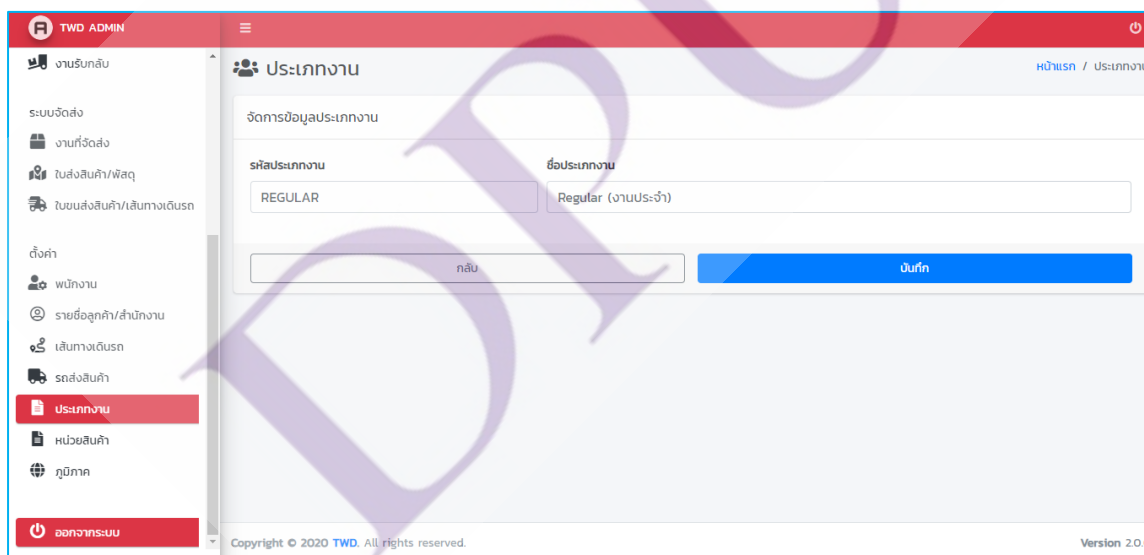 TWD ADMIN
งานรับกลับ
ระบบจัดส่ง
งานที่จัดส่ง
ใบส่งสินค้า/พัสดุ
ใบขนส่งสินค้า/เส้นทางเดินรถ
ตั้งค่า
พนักงาน
รายชื่อลูกค้า/สำนักงาน
เส้นทางเดินรถ
รถส่งสินค้า
ประเภทงาน
หน่วยสินค้า
ภูมิภาค
ออกจากระบบ
ประเภทงาน
หน้าแรก / ประเภทงาน
จัดการข้อมูลประเภทงาน
รหัสประเภทงาน ชื่อประเภทงาน
REGULAR Regular (งานประจำ)
กลับ บันทึก
Copyright © 2020 TWD. All rights reserved. Version 2.0.
DPU